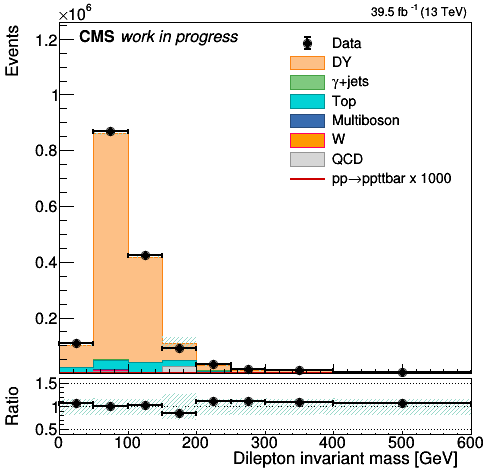 ×10⁶
39.5 fb⁻¹ (13 TeV)
CMS work in progress
Events
1.2
1
0.8
0.6
0.4
0.2
Data
DY
γ+jets
Top
Multiboson
W
QCD
pp→ppttbar x 1000
Ratio
1.5
1
0.5
0 100 200 300 400 500 600
Dilepton invariant mass [GeV]